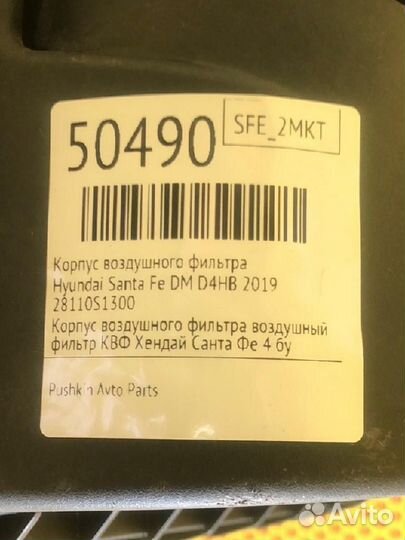 50490
SFE_2MKT
Корпус воздушного фильтра
Hyundai Santa Fe DM D4HB 2019
28110S1300
Корпус воздушного фильтра воздушный
фильтр КВФ Хендай Санта Фе 4 бу
Pushkin Avto Parts
Avito